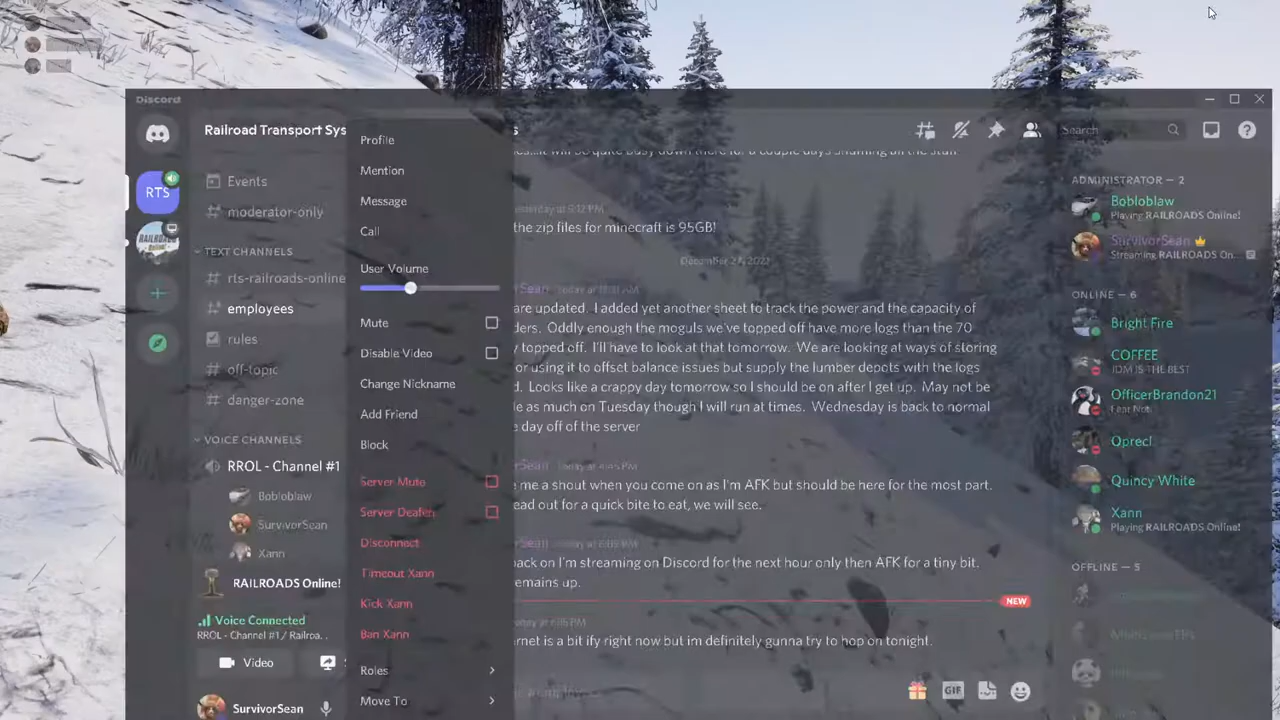 Discord
Railroad Transport Sys
RTS
Events
moderator-only
TEXT CHANNELS
rts-railroads-online
employees
rules
off-topic
danger-zone
VOICE CHANNELS
RROL - Channel #1
Bobloblaw
SurvivorSean
Xann
RAILROADS Online!
Voice Connected
RROL - Channel #1 / Railroa...
Video
SurvivorSean
Profile
Mention
Message
Call
User Volume
Mute
Disable Video
Change Nickname
Add Friend
Block
Server Mute
Server Deafen
Disconnect
Timeout Xann
Kick Xann
Ban Xann
Roles
Move To
Search
the zip files for minecraft is 95GB!
are updated. I added yet another sheet to track the power and the capacity of
ders. Oddly enough the moguls we've topped off have more logs than the 70
topped off. I'll have to look at that tomorrow. We are looking at ways of storing
or using it to offset balance issues but supply the lumber depots with the logs
d. Looks like a crappy day tomorrow so I should be on after I get up. May not be
e as much on Tuesday though I will run at times. Wednesday is back to normal
e day off of the server
me a shout when you come on as I'm AFK but should be here for the most part.
ead out for a quick bite to eat, we will see.
ack on I'm streaming on Discord for the next hour only then AFK for a tiny bit.
remains up.
NEW
rnet is a bit ify right now but im definitely gunna try to hop on tonight.
GIF
ADMINISTRATOR — 2
Bobloblaw
Playing RAILROADS Online!
SurvivorSean
Streaming RAILROADS On...
ONLINE — 6
Bright Fire
COFFEE
JDM IS THE BEST
OfficerBrandon21
Fear Not
Oprecl
Quincy White
Xann
Playing RAILROADS Online!
OFFLINE — 5